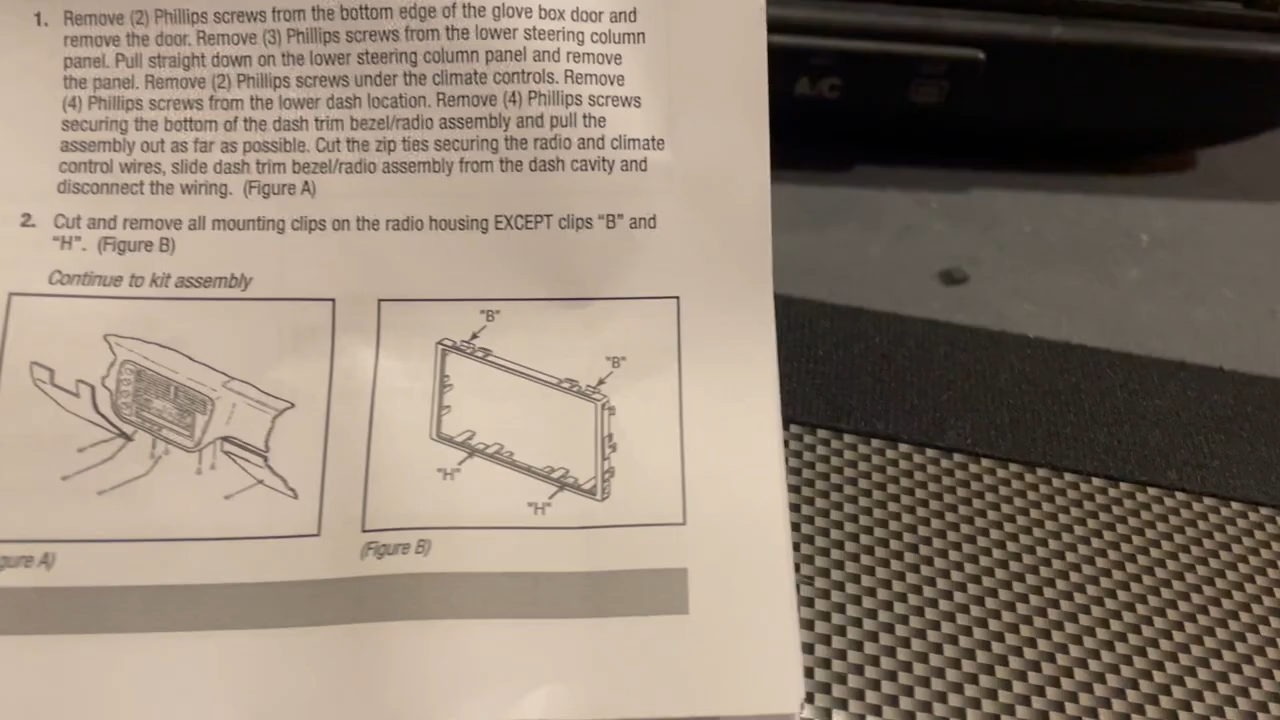 1. Remove (2) Phillips screws from the bottom edge of the glove box door and
remove the door. Remove (3) Phillips screws from the lower steering column
panel. Pull straight down on the lower steering column panel and remove
the panel. Remove (2) Phillips screws under the climate controls. Remove
(4) Phillips screws from the lower dash location. Remove (4) Phillips screws
securing the bottom of the dash trim bezel/radio assembly and pull the
assembly out as far as possible. Cut the zip ties securing the radio and climate
control wires, slide dash trim bezel/radio assembly from the dash cavity and
disconnect the wiring. (Figure A)
2. Cut and remove all mounting clips on the radio housing EXCEPT clips “B” and
“H”. (Figure B)
Continue to kit assembly
"B"
"B"
"H"
"H"
gure A)
(Figure B)
A/C